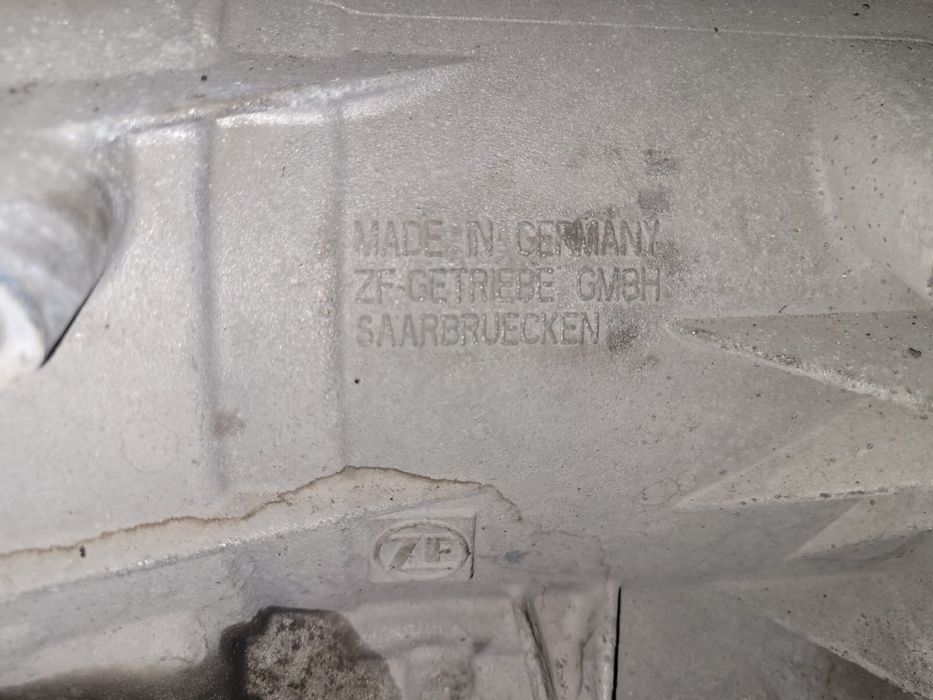 MADE IN GERMANY
ZF-GETRIEBE GMBH
SAARBRUECKEN
ZF